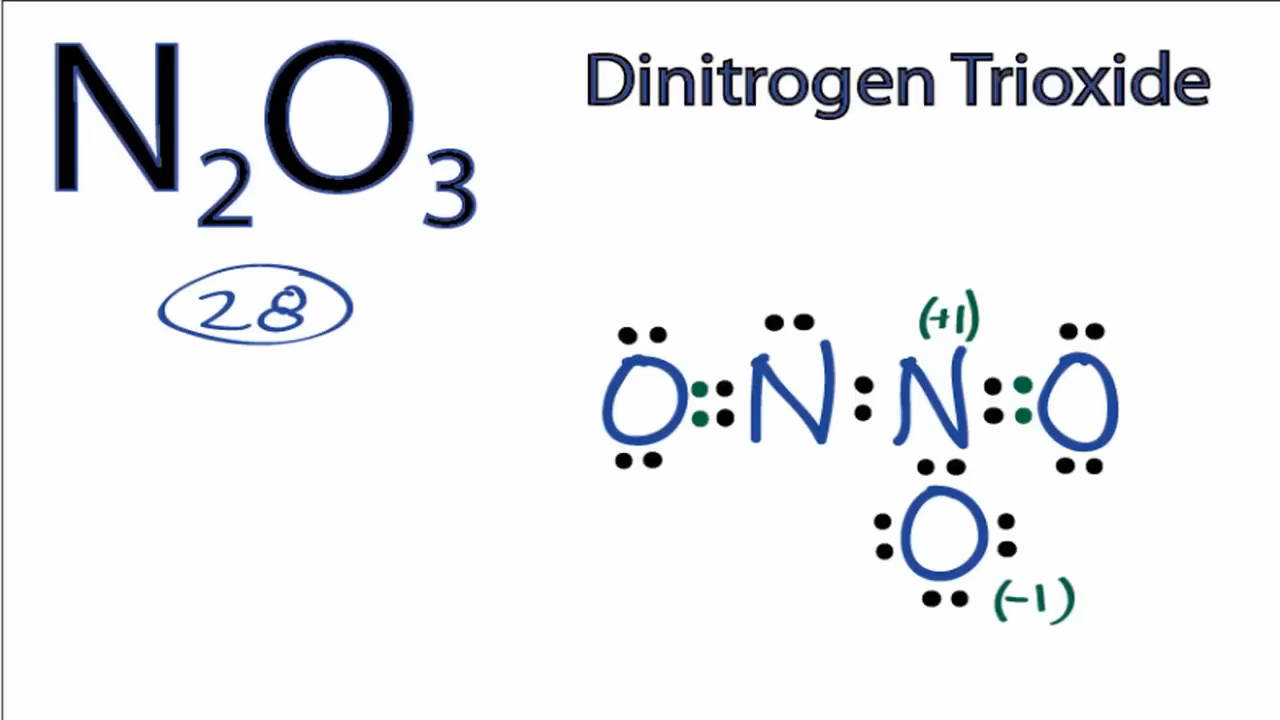 N₂O₃
Dinitrogen Trioxide
28
(+1)
O N N O
O
(-1)